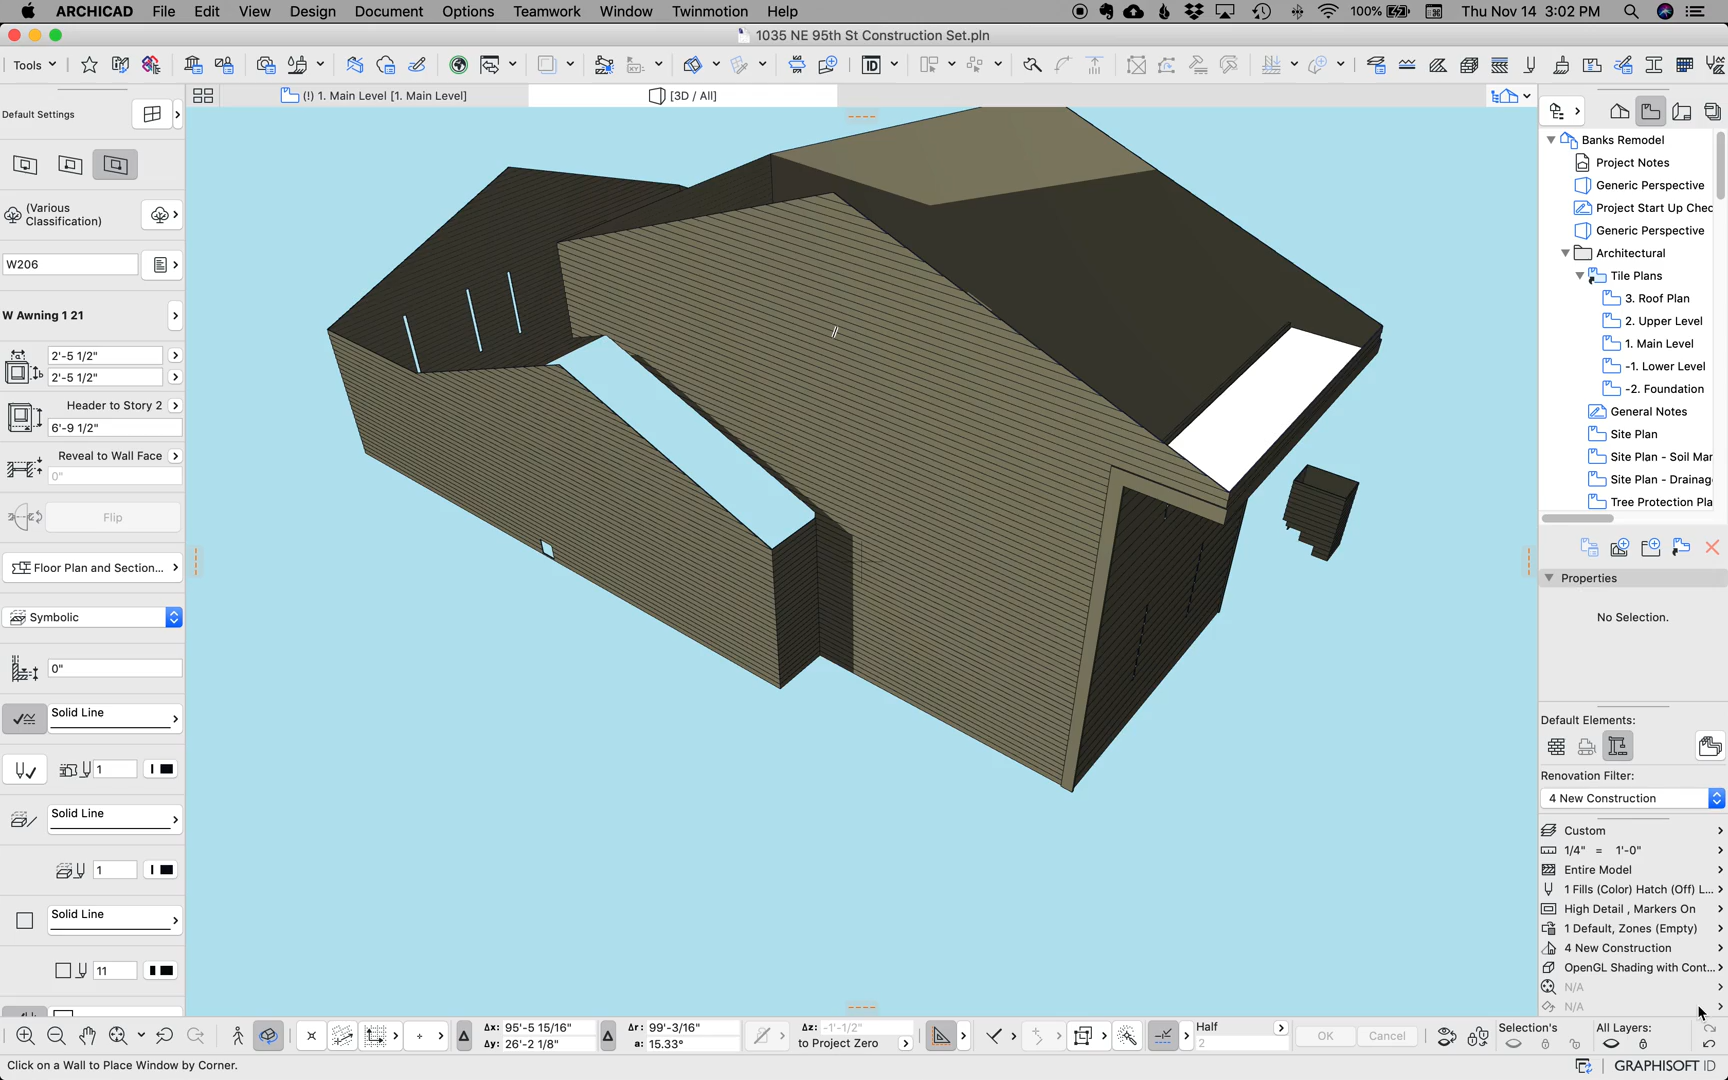 ARCHICAD File Edit View Design Document Options Teamwork Window Twinmotion Help
100% Thu Nov 14 3:02 PM
1035 NE 95th St Construction Set.pln
Tools
ID
XY
(!) 1. Main Level [1. Main Level]
[3D / All]
Default Settings
(Various
Classification)
W206
W Awning 1 21
2'-5 1/2"
2'-5 1/2"
Header to Story 2
6'-9 1/2"
Reveal to Wall Face
0"
Flip
Floor Plan and Section...
Symbolic
0"
Solid Line
1
Solid Line
1
Solid Line
11
Banks Remodel
Project Notes
Generic Perspective
Project Start Up Chec
Generic Perspective
Architectural
Tile Plans
3. Roof Plan
2. Upper Level
1. Main Level
-1. Lower Level
-2. Foundation
General Notes
Site Plan
Site Plan - Soil Mar
Site Plan - Drainag
Tree Protection Pla
Properties
No Selection.
Default Elements:
Renovation Filter:
4 New Construction
Custom
1/4" = 1'-0"
Entire Model
1 Fills (Color) Hatch (Off) L...
High Detail , Markers On
1 Default, Zones (Empty)
4 New Construction
OpenGL Shading with Cont...
N/A
N/A
Δx: 95'-5 15/16"
Δy: 26'-2 1/8"
Δr: 99'-3/16"
a: 15.33°
Δz: -1'-1/2"
to Project Zero
Half
2
OK
Cancel
Selection's
All Layers:
Click on a Wall to Place Window by Corner.
GRAPHISOFT ID